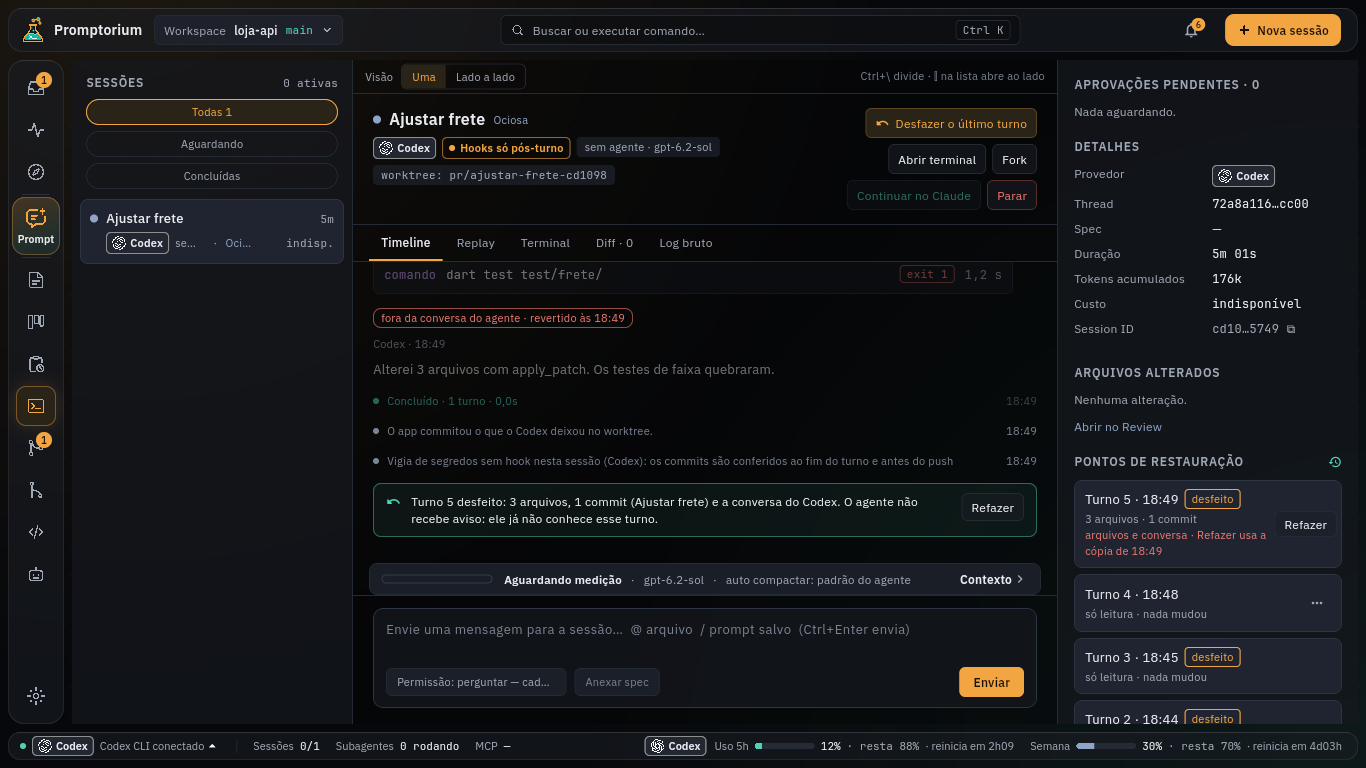 Promptorium
Workspace loja-api main
Buscar ou executar comando...
Ctrl K
6
+ Nova sessão
1
Prompt
1
SESSÕES
0 ativas
Todas 1
Aguardando
Concluídas
Ajustar frete
5m
Codex se... · Oci... indisp.
Visão Uma Lado a lado
Ctrl+\ divide · ‖ na lista abre ao lado
Ajustar frete Ociosa
Codex Hooks só pós-turno sem agente · gpt-6.2-sol
worktree: pr/ajustar-frete-cd1098
Desfazer o último turno
Abrir terminal Fork
Continuar no Claude Parar
Timeline Replay Terminal Diff · 0 Log bruto
comando dart test test/frete/ exit 1 1,2 s
fora da conversa do agente · revertido às 18:49
Codex · 18:49
Alterei 3 arquivos com apply_patch. Os testes de faixa quebraram.
Concluído · 1 turno · 0,0s 18:49
O app commitou o que o Codex deixou no worktree. 18:49
Vigia de segredos sem hook nesta sessão (Codex): os commits são conferidos ao fim do turno e antes do push 18:49
Turno 5 desfeito: 3 arquivos, 1 commit (Ajustar frete) e a conversa do Codex. O agente não
recebe aviso: ele já não conhece esse turno.
Refazer
Aguardando medição · gpt-6.2-sol · auto compactar: padrão do agente Contexto
Envie uma mensagem para a sessão... @ arquivo / prompt salvo (Ctrl+Enter envia)
Permissão: perguntar — cad... Anexar spec Enviar
APROVAÇÕES PENDENTES · 0
Nada aguardando.
DETALHES
Provedor Codex
Thread 72a8a116…cc00
Spec —
Duração 5m 01s
Tokens acumulados 176k
Custo indisponível
Session ID cd10…5749
ARQUIVOS ALTERADOS
Nenhuma alteração.
Abrir no Review
PONTOS DE RESTAURAÇÃO
Turno 5 · 18:49 desfeito
3 arquivos · 1 commit
arquivos e conversa · Refazer usa a
cópia de 18:49
Refazer
Turno 4 · 18:48
só leitura · nada mudou
Turno 3 · 18:45 desfeito
só leitura · nada mudou
Turno 2 · 18:44 desfeito
Codex Codex CLI conectado Sessões 0/1 Subagentes 0 rodando MCP —
Codex Uso 5h 12% · resta 88% · reinicia em 2h09 Semana 30% · resta 70% · reinicia em 4d03h